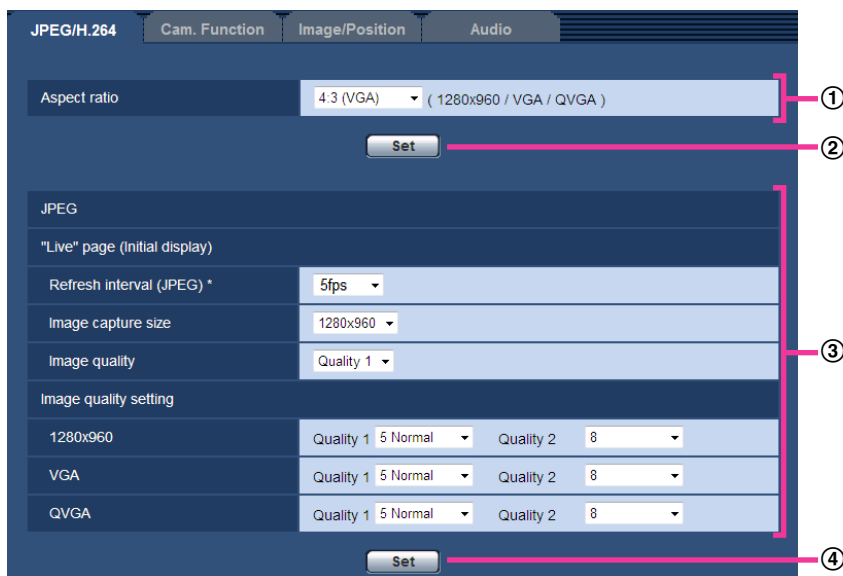 JPEG/H.264 Cam. Function Image/Position Audio
Aspect ratio 4:3 (VGA) ( 1280x960 / VGA / QVGA ) ①
Set ②
JPEG
"Live" page (Initial display)
Refresh interval (JPEG) * 5fps
Image capture size 1280x960
Image quality Quality 1 ③
Image quality setting
1280x960 Quality 1 5 Normal Quality 2 8
VGA Quality 1 5 Normal Quality 2 8
QVGA Quality 1 5 Normal Quality 2 8
Set ④